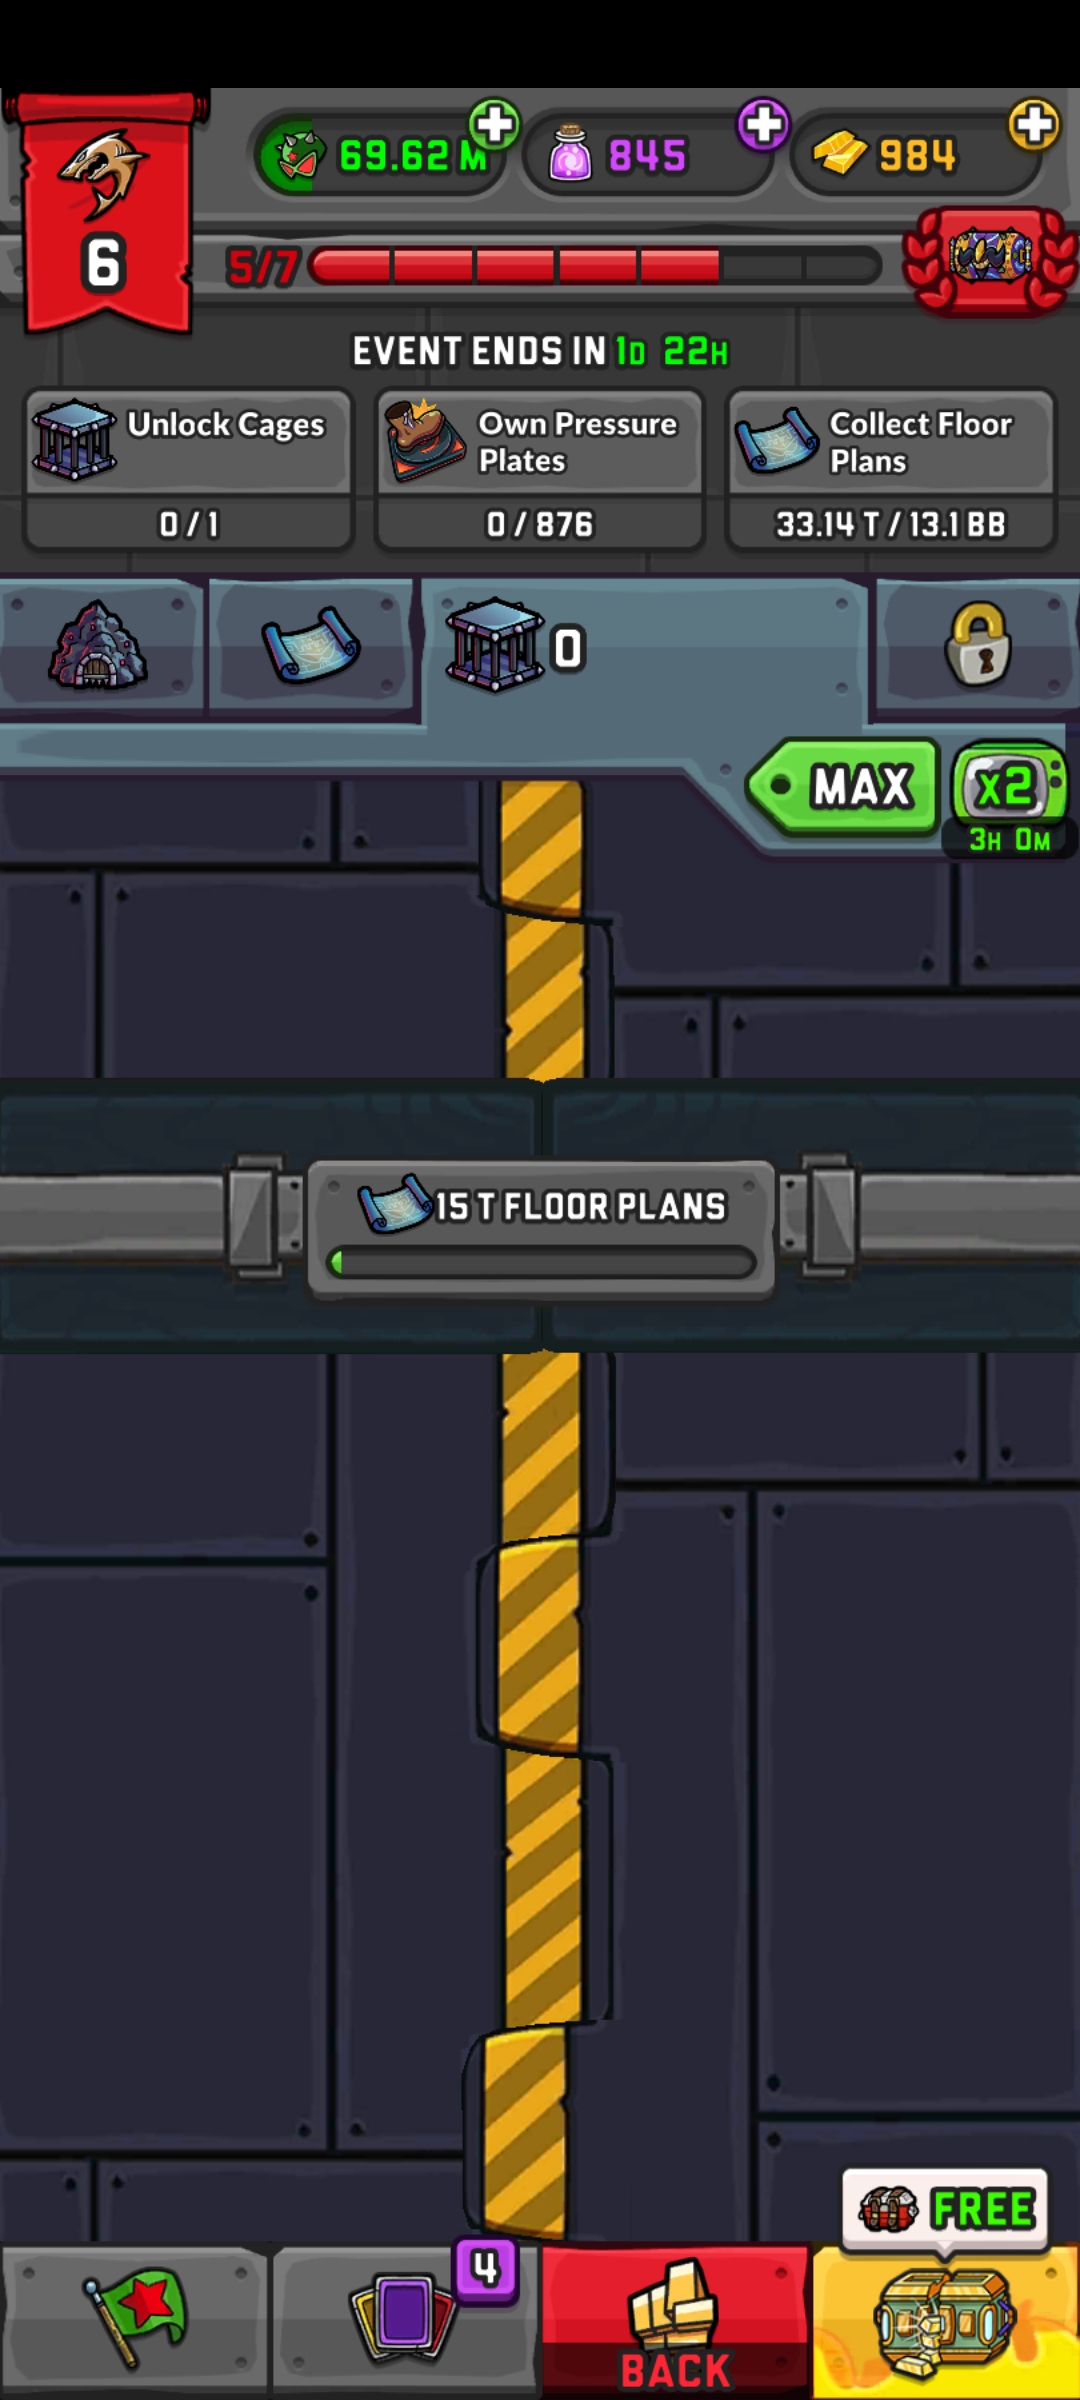 69.62 M
845
984
6
5/7
EVENT ENDS IN 1D 22H
Unlock Cages
0 / 1
Own Pressure
Plates
0 / 876
Collect Floor
Plans
33.14 T / 13.1 BB
0
MAX
x2
3H 0M
15 T FLOOR PLANS
FREE
4
BACK